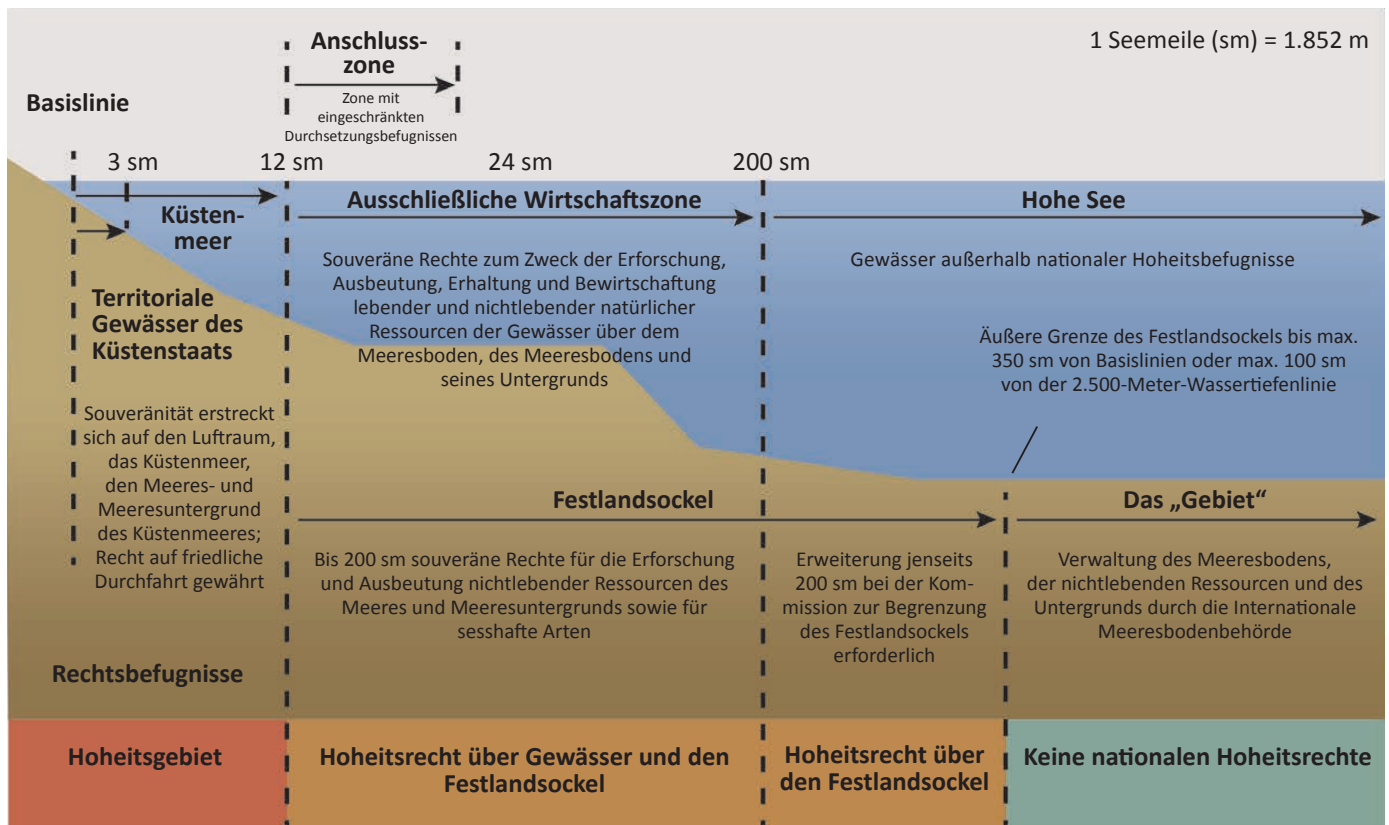 Anschluss-
zone
Zone mit
eingeschränkten
Durchsetzungsbefugnissen
1 Seemeile (sm) = 1.852 m
Basislinie
3 sm
12 sm
24 sm
200 sm
Küsten-
meer
Territoriale
Gewässer des
Küstenstaats
Souveränität erstreckt
sich auf den Luftraum,
das Küstenmeer,
den Meeres- und
Meeresuntergrund
des Küstenmeeres;
Recht auf friedliche
Durchfahrt gewährt
Ausschließliche Wirtschaftszone
Souveräne Rechte zum Zweck der Erforschung,
Ausbeutung, Erhaltung und Bewirtschaftung
lebender und nichtlebender natürlicher
Ressourcen der Gewässer über dem
Meeresboden, des Meeresbodens und
seines Untergrunds
Hohe See
Gewässer außerhalb nationaler Hoheitsbefugnisse
Äußere Grenze des Festlandsockels bis max.
350 sm von Basislinien oder max. 100 sm
von der 2.500-Meter-Wassertiefenlinie
Festlandsockel
Bis 200 sm souveräne Rechte für die Erforschung
und Ausbeutung nichtlebender Ressourcen des
Meeres und Meeresuntergrunds sowie für
sesshafte Arten
Erweiterung jenseits
200 sm bei der Kom-
mission zur Begrenzung
des Festlandsockels
erforderlich
Das „Gebiet“
Verwaltung des Meeresbodens,
der nichtlebenden Ressourcen und des
Untergrunds durch die Internationale
Meeresbodenbehörde
Rechtsbefugnisse
Hoheitsgebiet
Hoheitsrecht über Gewässer und den
Festlandsockel
Hoheitsrecht über
den Festlandsockel
Keine nationalen Hoheitsrechte